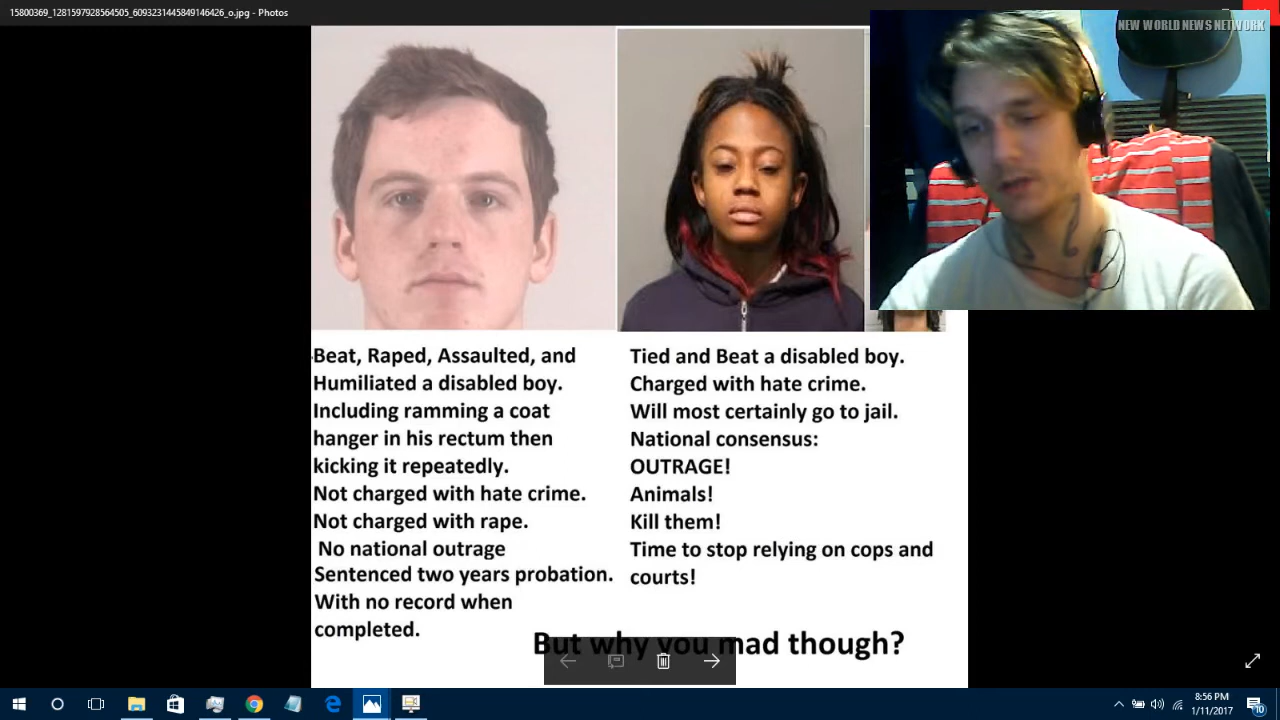 15800369_1281597928564505_6093231445849146426_o.jpg - Photos
NEW WORLD NEWS NETWORK
Beat, Raped, Assaulted, and
Humiliated a disabled boy.
Including ramming a coat
hanger in his rectum then
kicking it repeatedly.
Not charged with hate crime.
Not charged with rape.
No national outrage
Sentenced two years probation.
With no record when
completed.
Tied and Beat a disabled boy.
Charged with hate crime.
Will most certainly go to jail.
National consensus:
OUTRAGE!
Animals!
Kill them!
Time to stop relying on cops and
courts!
But why you mad though?
8:56 PM
1/11/2017
10